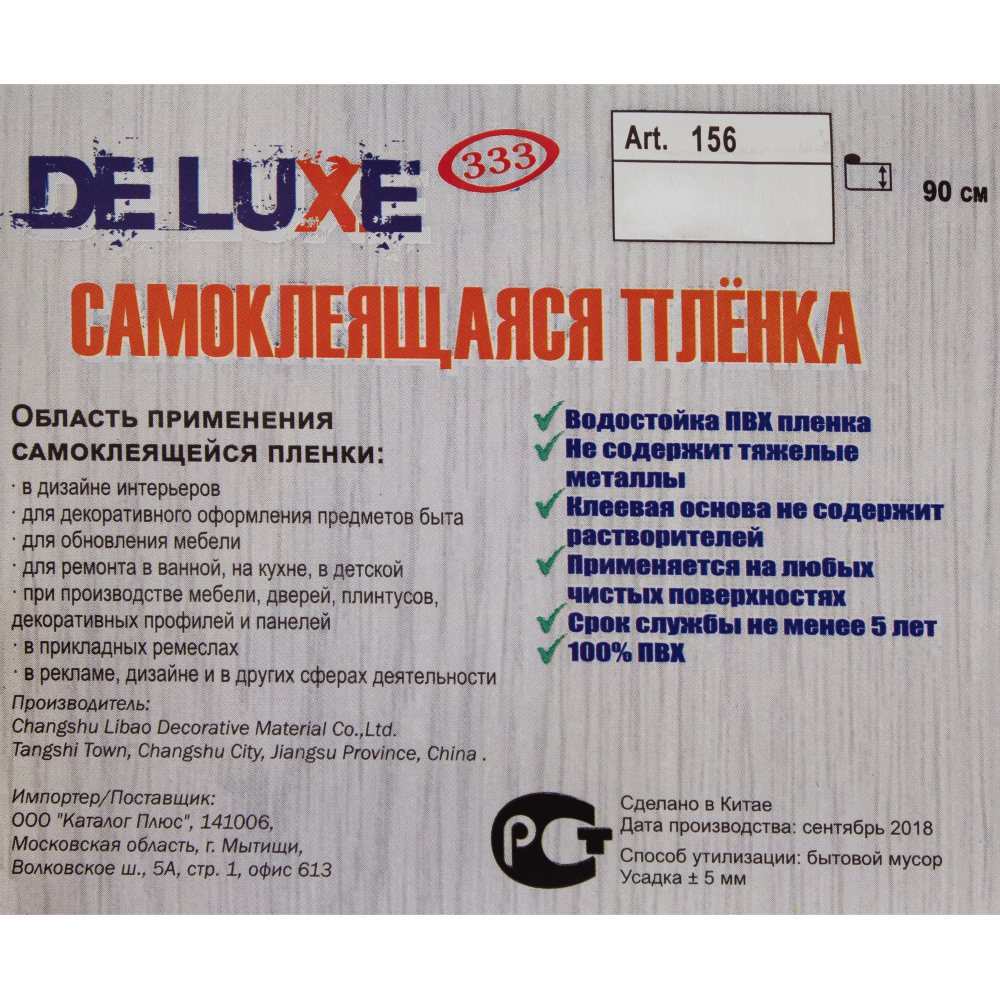 DE LUXE 333
Art. 156
90 см
САМОКЛЕЯЩАЯСЯ ПЛЁНКА
ОБЛАСТЬ ПРИМЕНЕНИЯ
САМОКЛЕЯЩЕЙСЯ ПЛЕНКИ:
· в дизайне интерьеров
· для декоративного оформления предметов быта
· для обновления мебели
· для ремонта в ванной, на кухне, в детской
· при производстве мебели, дверей, плинтусов,
декоративных профилей и панелей
· в прикладных ремеслах
· в рекламе, дизайне и в других сферах деятельности
Водостойка ПВХ пленка
Не содержит тяжелые
металлы
Клеевая основа не содержит
растворителей
Применяется на любых
чистых поверхностях
Срок службы не менее 5 лет
100% ПВХ
Производитель:
Changshu Libao Decorative Material Co.,Ltd.
Tangshi Town, Changshu City, Jiangsu Province, China .
Импортер/Поставщик:
ООО "Каталог Плюс", 141006,
Московская область, г. Мытищи,
Волковское ш., 5А, стр. 1, офис 613
РСТ
Сделано в Китае
Дата производства: сентябрь 2018
Способ утилизации: бытовой мусор
Усадка ± 5 мм